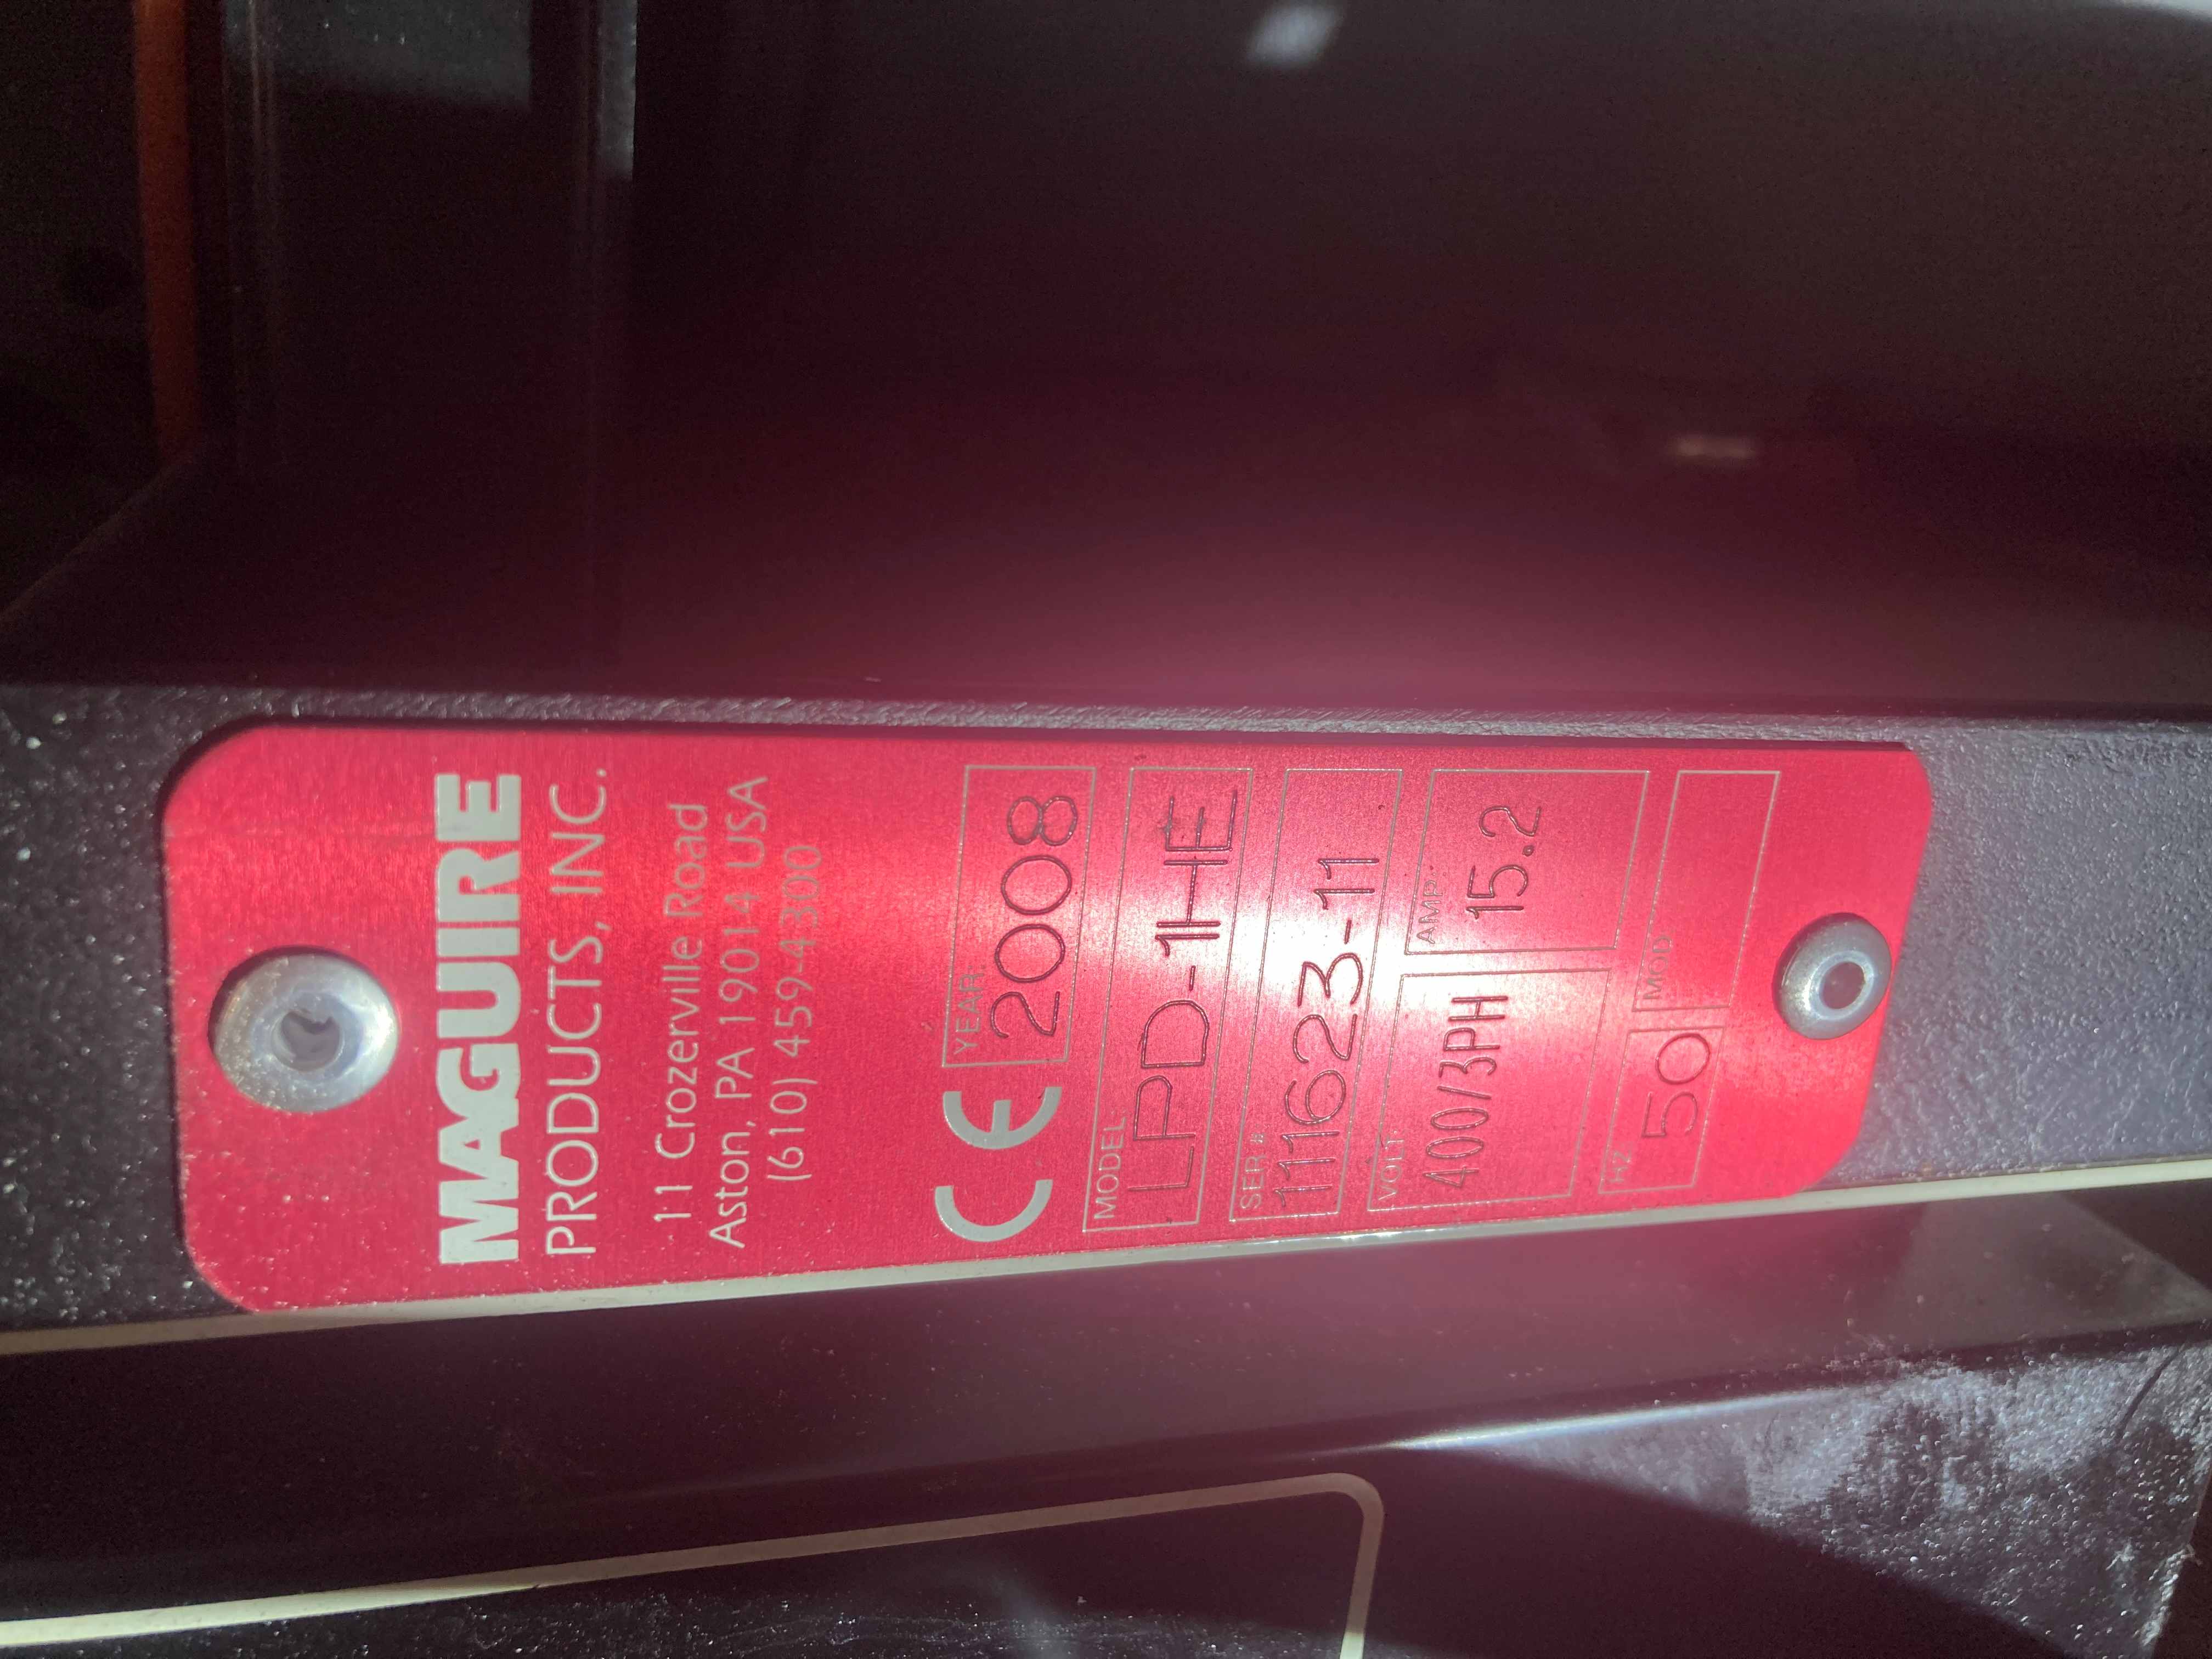 MAGUIRE
PRODUCTS, INC.
11 Crozerville Road
Aston, PA 19014 USA
(610) 459-4300
CE
YEAR
2008
MODEL
LPD-1HE
SER.#
111623-11
VOLT
400/3PH
AMP.
15.2
HZ
50
MOD